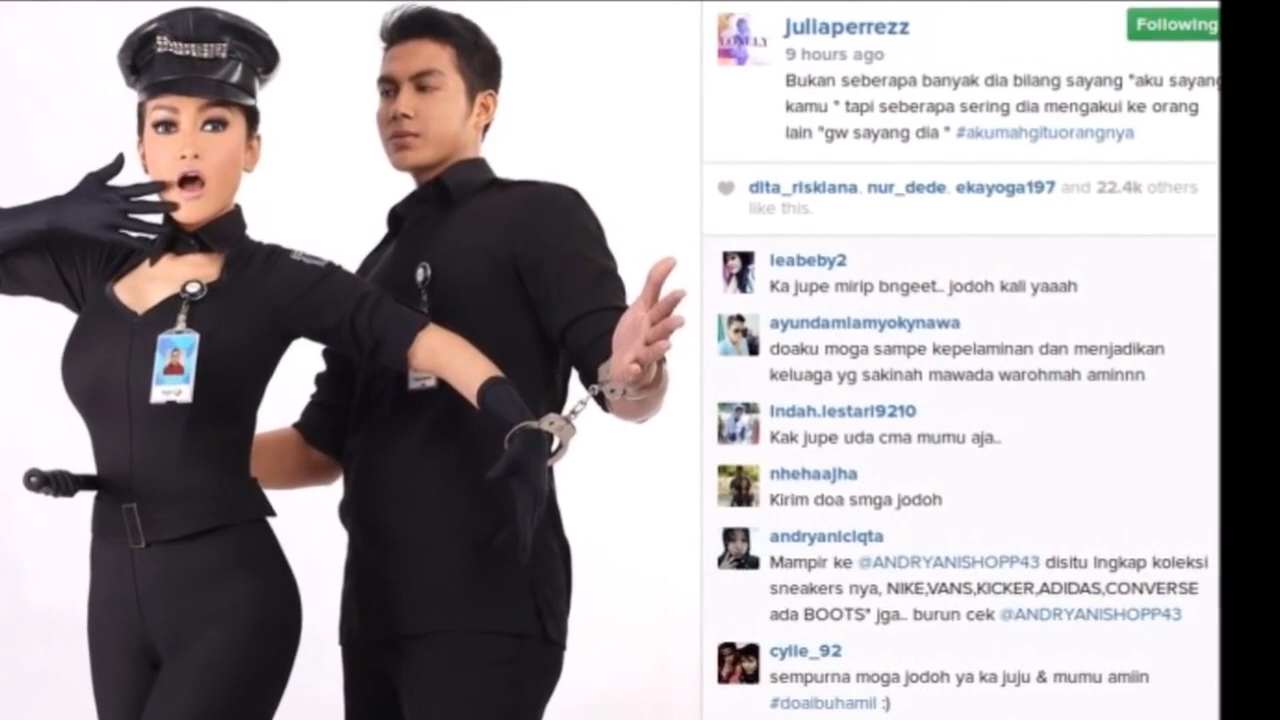 juliaperrezz
Following
9 hours ago
Bukan seberapa banyak dia bilang sayang "aku sayang
kamu " tapi seberapa sering dia mengakui ke orang
lain "gw sayang dia " #akumahgituorangnya
dita_riskiana, nur_dede, ekayoga197 and 22.4k others
like this.
leabeby2
Ka jupe mirip bngeet.. jodoh kali yaaah
ayundamiamyokynawa
doaku moga sampe kepelaminan dan menjadikan
keluaga yg sakinah mawada warohmah aminnn
indah.lestari9210
Kak jupe uda cma mumu aja..
nhehaajha
Kirim doa smga jodoh
andryaniciqta
Mampir ke @ANDRYANISHOPP43 disitu lngkap koleksi
sneakers nya, NIKE,VANS,KICKER,ADIDAS,CONVERSE
ada BOOTS" jga.. burun cek @ANDRYANISHOPP43
cylie_92
sempurna moga jodoh ya ka juju & mumu amiin
#doaibuhamil :)